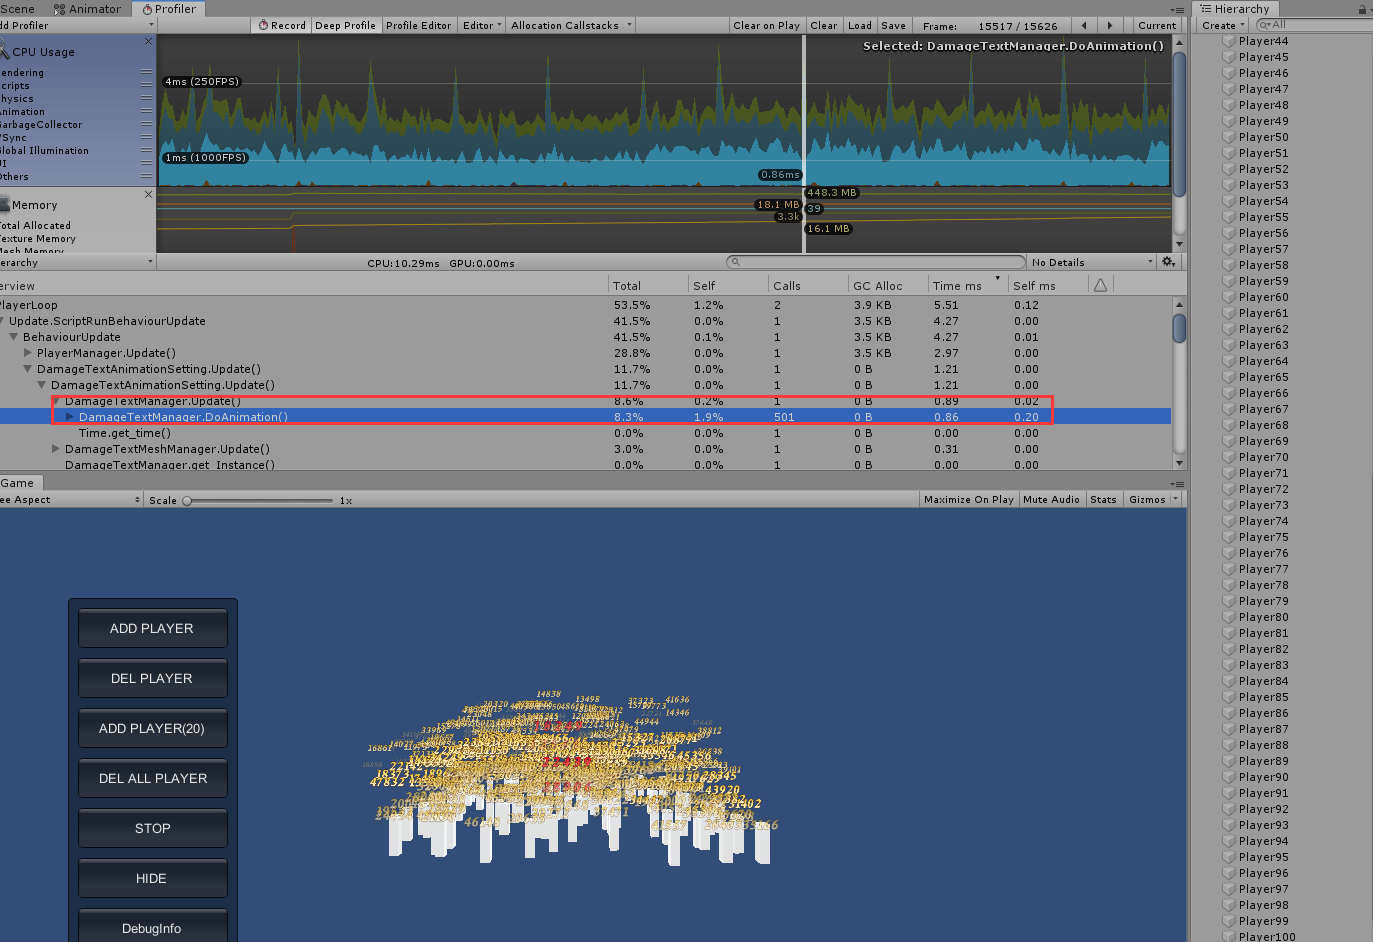 Scene Animator Profiler
dd Profiler Record Deep Profile Profile Editor Editor Allocation Callstacks Clear on Play Clear Load Save Frame: 15517 / 15626 Current
CPU Usage
endering
cripts
hysics
nimation
arbageCollector
Sync
lobal Illumination
UI
thers
Selected: DamageTextManager.DoAnimation()
4ms (250FPS)
1ms (1000FPS)
0.86ms
Memory
otal Allocated
exture Memory
esh Memory
448.3 MB
18.1 MB
39
3.3k
16.1 MB
erarchy CPU:10.29ms GPU:0.00ms No Details
erview Total Self Calls GC Alloc Time ms Self ms
PlayerLoop 53.5% 1.2% 2 3.9 KB 5.51 0.12
Update.ScriptRunBehaviourUpdate 41.5% 0.0% 1 3.5 KB 4.27 0.00
BehaviourUpdate 41.5% 0.1% 1 3.5 KB 4.27 0.01
PlayerManager.Update() 28.8% 0.0% 1 3.5 KB 2.97 0.00
DamageTextAnimationSetting.Update() 11.7% 0.0% 1 0 B 1.21 0.00
DamageTextAnimationSetting.Update() 11.7% 0.0% 1 0 B 1.21 0.00
DamageTextManager.Update() 8.6% 0.2% 1 0 B 0.89 0.02
DamageTextManager.DoAnimation() 8.3% 1.9% 501 0 B 0.86 0.20
Time.get_time() 0.0% 0.0% 1 0 B 0.00 0.00
DamageTextMeshManager.Update() 3.0% 0.0% 1 0 B 0.31 0.00
DamageTextManager.get_Instance() 0.0% 0.0% 1 0 B 0.00 0.00
Game
ee Aspect Scale 1x Maximize On Play Mute Audio Stats Gizmos
ADD PLAYER
DEL PLAYER
ADD PLAYER(20)
DEL ALL PLAYER
STOP
HIDE
DebugInfo
14838
13498
41636
14346
44944
16861
18373
47832
43920
31402
46146
Hierarchy
Create All
Player44
Player45
Player46
Player47
Player48
Player49
Player50
Player51
Player52
Player53
Player54
Player55
Player56
Player57
Player58
Player59
Player60
Player61
Player62
Player63
Player64
Player65
Player66
Player67
Player68
Player69
Player70
Player71
Player72
Player73
Player74
Player75
Player76
Player77
Player78
Player79
Player80
Player81
Player82
Player83
Player84
Player85
Player86
Player87
Player88
Player89
Player90
Player91
Player92
Player93
Player94
Player95
Player96
Player97
Player98
Player99
Player100